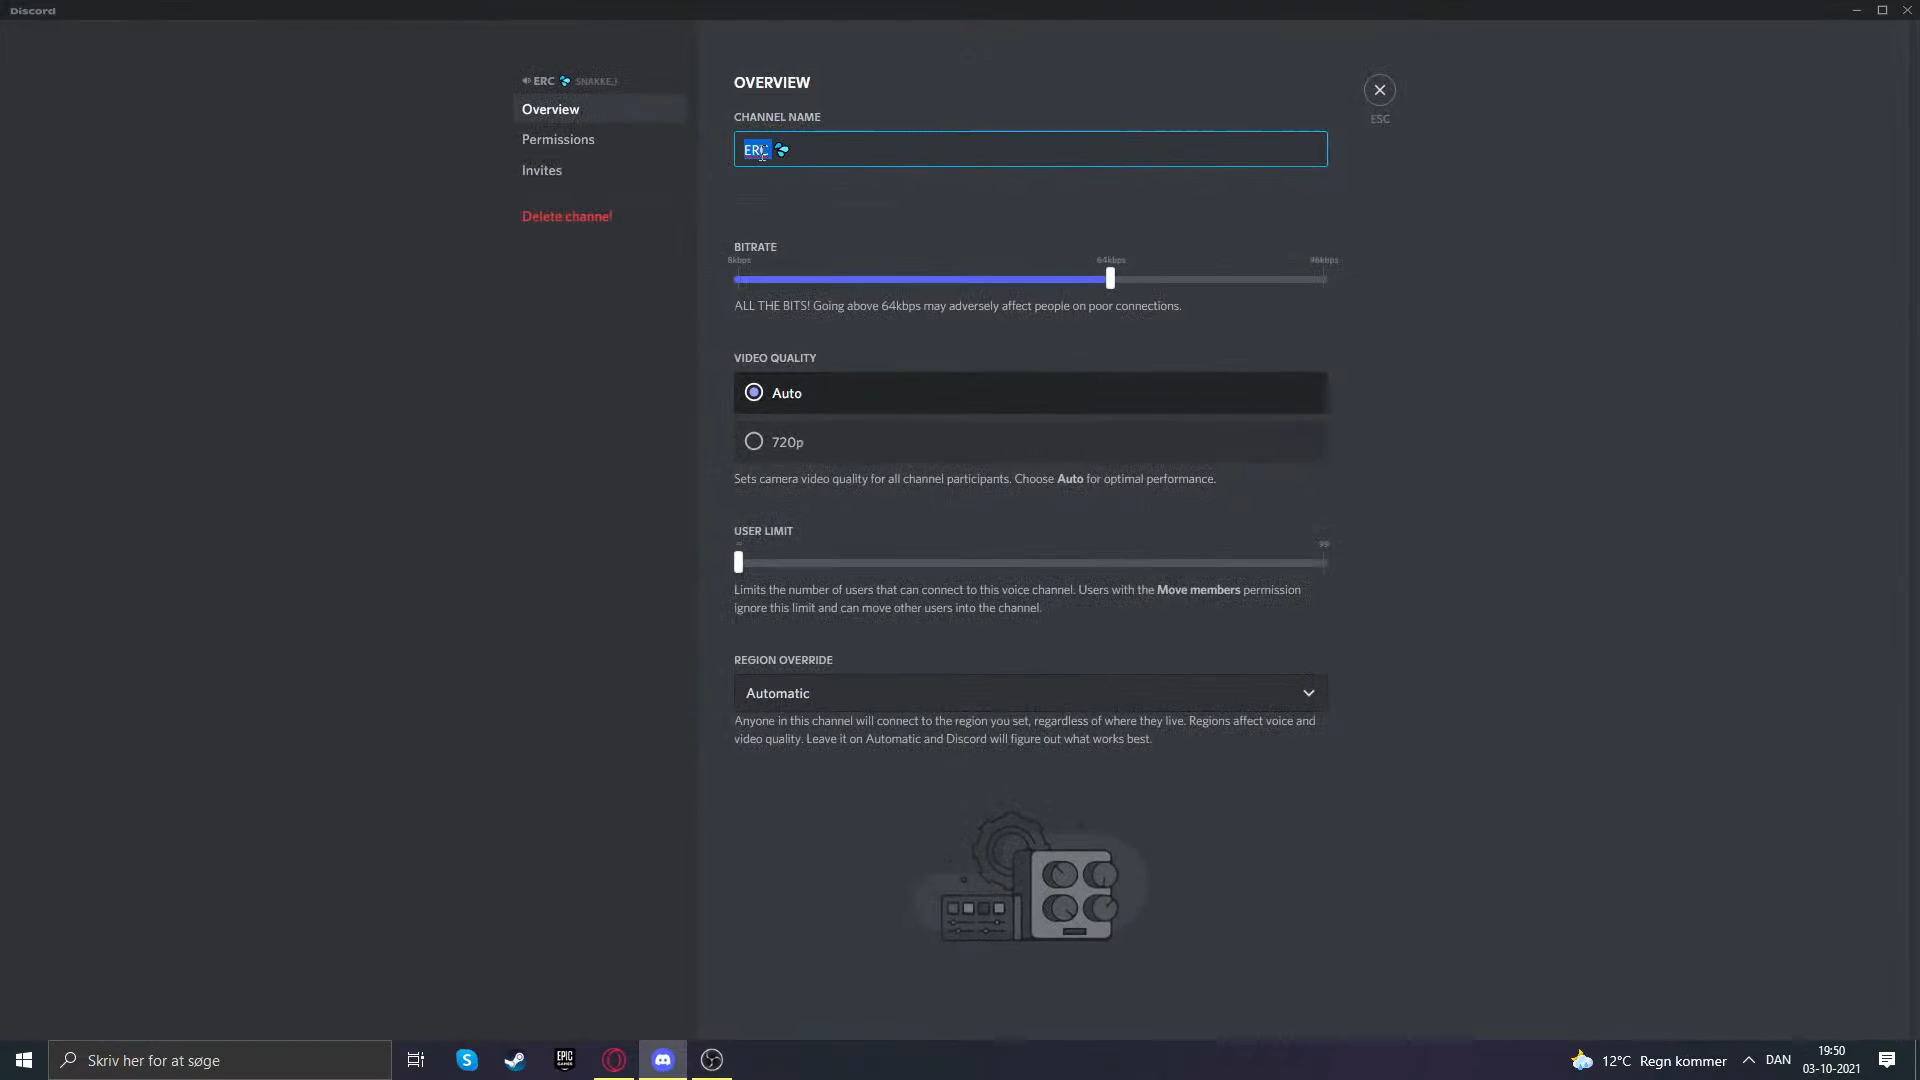 Discord
ERC SNAKKE..!
OVERVIEW
Overview
Permissions
Invites
Delete channel
ESC
CHANNEL NAME
ERC
BITRATE
8kbps 64kbps 96kbps
ALL THE BITS! Going above 64kbps may adversely affect people on poor connections.
VIDEO QUALITY
Auto
720p
Sets camera video quality for all channel participants. Choose Auto for optimal performance.
USER LIMIT
∞ 99
Limits the number of users that can connect to this voice channel. Users with the Move members permission
ignore this limit and can move other users into the channel.
REGION OVERRIDE
Automatic
Anyone in this channel will connect to the region you set, regardless of where they live. Regions affect voice and
video quality. Leave it on Automatic and Discord will figure out what works best.
Skriv her for at søge
S
EPIC
GAMES
12°C Regn kommer
DAN
19:50
03-10-2021